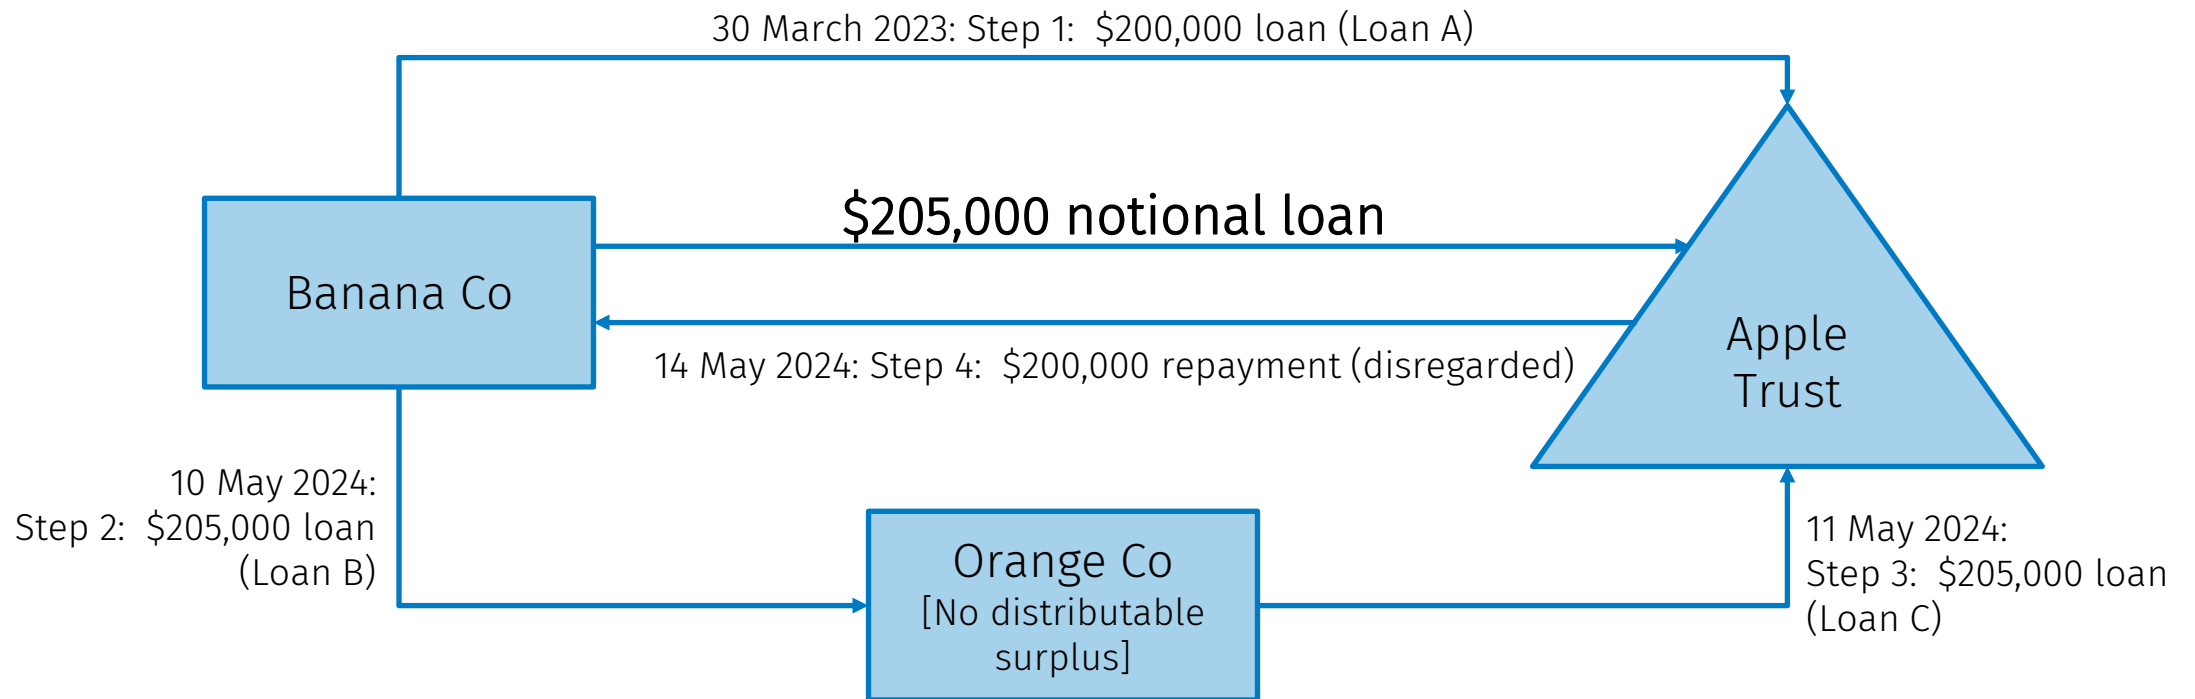 30 March 2023: Step 1:  $200,000 loan (Loan A)
$205,000 notional loan
Banana Co
14 May 2024: Step 4:  $200,000 repayment (disregarded)
Apple
Trust
10 May 2024:
Step 2:  $205,000 loan
(Loan B)
Orange Co
[No distributable
surplus]
11 May 2024:
Step 3:  $205,000 loan
(Loan C)